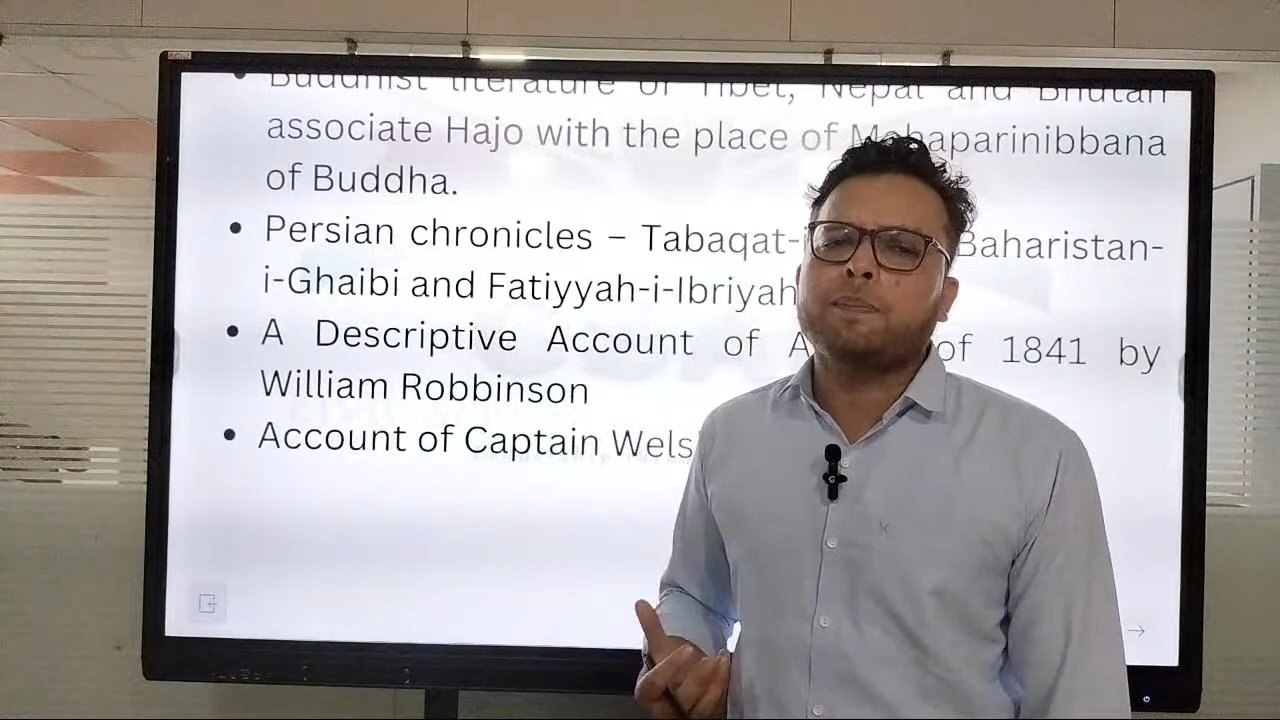 Buddhist literature of Tibet, Nepal and Bhutan
associate Hajo with the place of Mahaparinibbana
of Buddha.
Persian chronicles – Tabaqat- Baharistan-
i-Ghaibi and Fatiyyah-i-Ibriyah
A Descriptive Account of of 1841 by
William Robbinson
Account of Captain